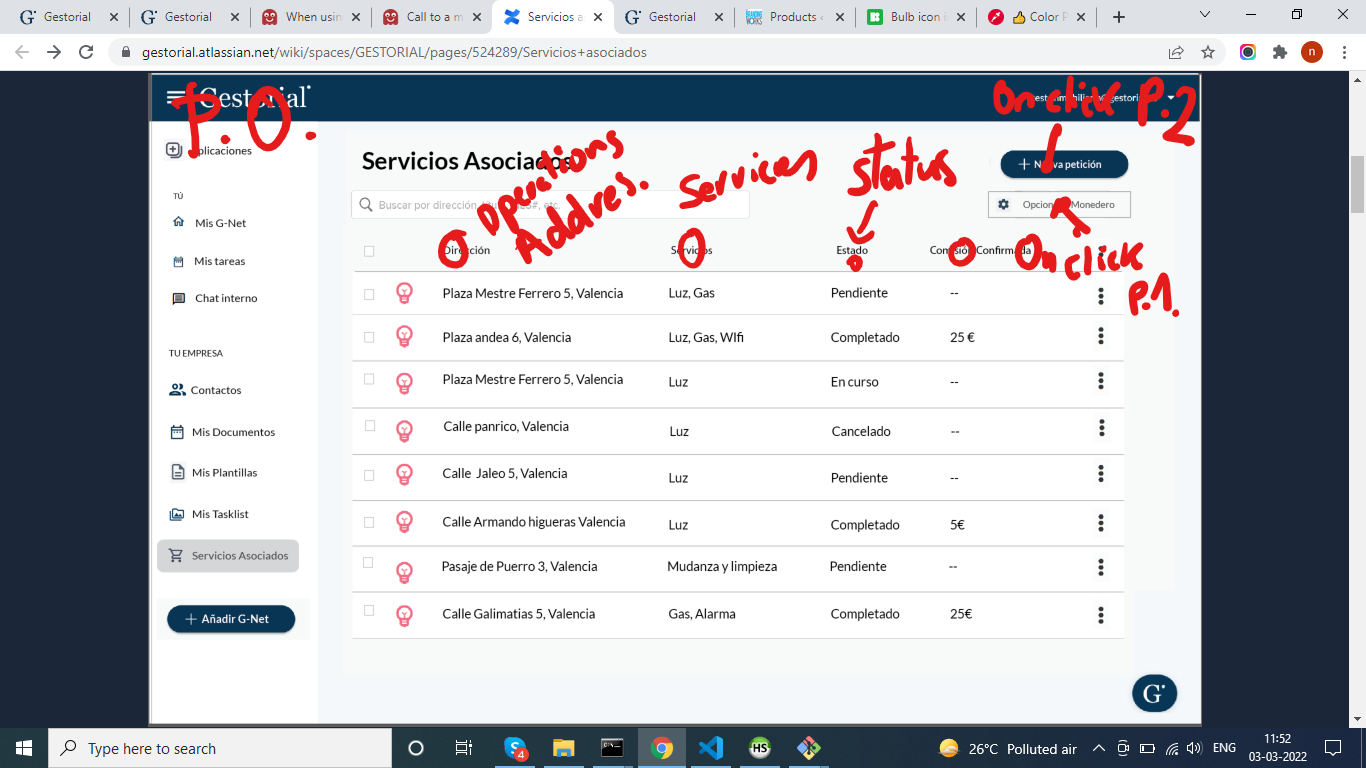 Gestorial
Gestorial
When usin
Call to a m
Servicios a
Gestorial
Products
Bulb icon i
Color P
gestorial.atlassian.net/wiki/spaces/GESTORIAL/pages/524289/Servicios+asociados
n
Gestorial
P.O.
On click P.2
Aplicaciones
Servicios Asociados
Operations
Addres.
Services
Status
+ Nueva petición
TÚ
Buscar por dirección,
Monedero
Mis G-Net
Dirección
Servicios
Estado
Comisión Confirmada
On click
P.1.
Mis tareas
Chat interno
Plaza Mestre Ferrero 5, Valencia
Luz, Gas
Pendiente
--
Plaza andea 6, Valencia
Luz, Gas, WIfi
Completado
25 €
TU EMPRESA
Plaza Mestre Ferrero 5, Valencia
Luz
En curso
--
Contactos
Calle panrico, Valencia
Luz
Cancelado
--
Mis Documentos
Mis Plantillas
Calle Jaleo 5, Valencia
Luz
Pendiente
--
Mis Tasklist
Calle Armando higueras Valencia
Luz
Completado
5€
Servicios Asociados
Pasaje de Puerro 3, Valencia
Mudanza y limpieza
Pendiente
--
+ Añadir G-Net
Calle Galimatias 5, Valencia
Gas, Alarma
Completado
25€
G
Type here to search
4
HS
26°C Polluted air
ENG
11:52
03-03-2022